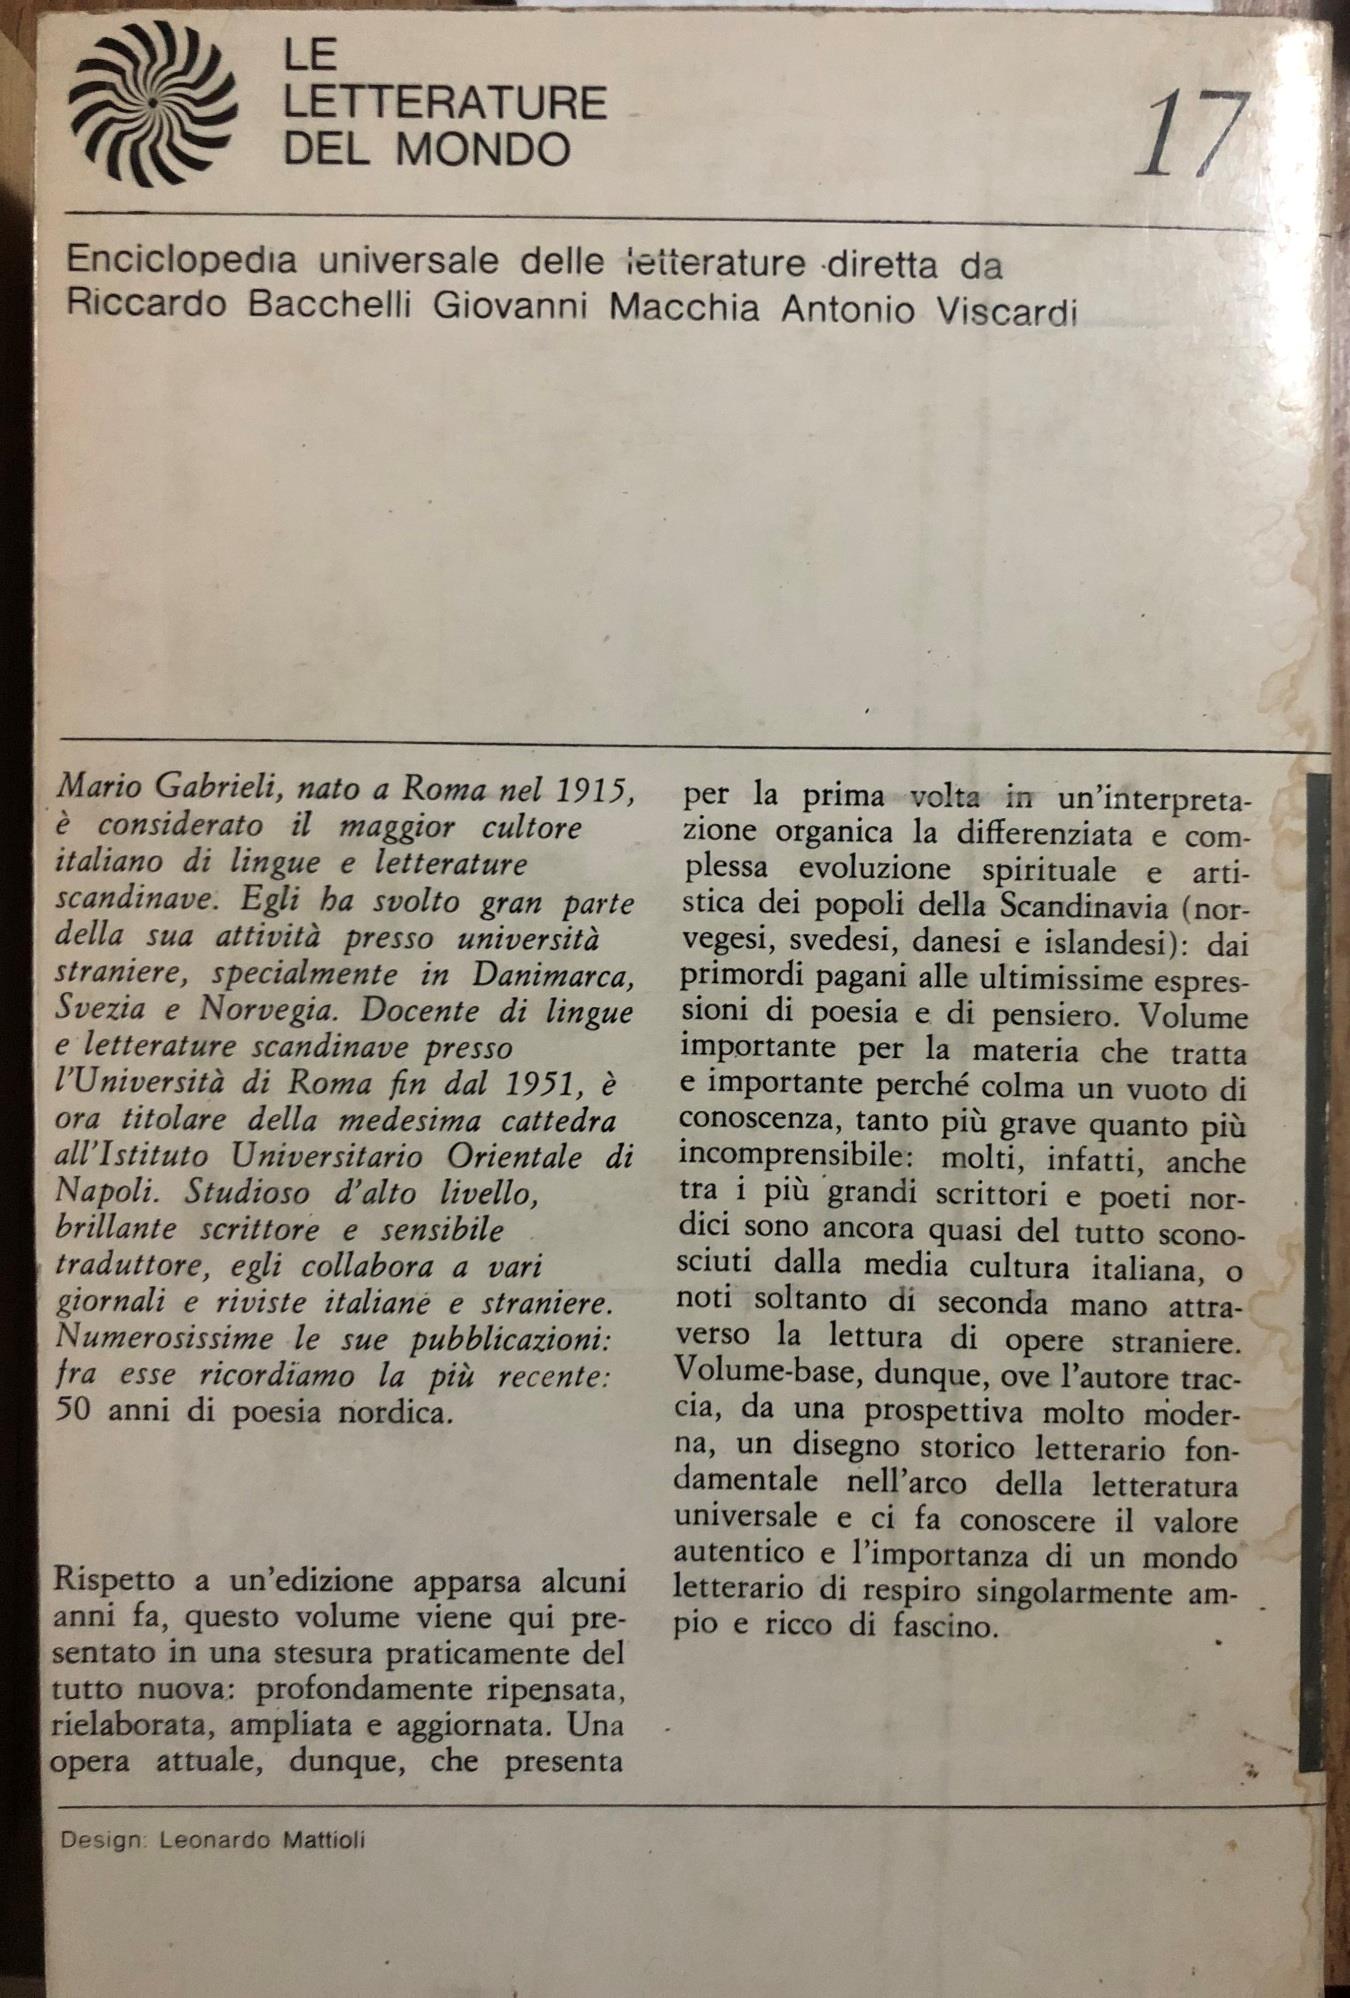 LE
LETTERATURE
DEL MONDO
17
Enciclopedia universale delle letterature diretta da
Riccardo Bacchelli Giovanni Macchia Antonio Viscardi
Mario Gabrieli, nato a Roma nel 1915,
è considerato il maggior cultore
italiano di lingue e letterature
scandinave. Egli ha svolto gran parte
della sua attività presso università
straniere, specialmente in Danimarca,
Svezia e Norvegia. Docente di lingue
e letterature scandinave presso
l'Università di Roma fin dal 1951, è
ora titolare della medesima cattedra
all'Istituto Universitario Orientale di
Napoli. Studioso d'alto livello,
brillante scrittore e sensibile
traduttore, egli collabora a vari
giornali e riviste italiane e straniere.
Numerosissime le sue pubblicazioni:
fra esse ricordiamo la più recente:
50 anni di poesia nordica.
Rispetto a un'edizione apparsa alcuni
anni fa, questo volume viene qui pre-
sentato in una stesura praticamente del
tutto nuova: profondamente ripensata,
rielaborata, ampliata e aggiornata. Una
opera attuale, dunque, che presenta
per la prima volta in un'interpreta-
zione organica la differenziata e com-
plessa evoluzione spirituale e arti-
stica dei popoli della Scandinavia (nor-
vegesi, svedesi, danesi e islandesi): dai
primordi pagani alle ultimissime espres-
sioni di poesia e di pensiero. Volume
importante per la materia che tratta
e importante perché colma un vuoto di
conoscenza, tanto più grave quanto più
incomprensibile: molti, infatti, anche
tra i più grandi scrittori e poeti nor-
dici sono ancora quasi del tutto scono-
sciuti dalla media cultura italiana, o
noti soltanto di seconda mano attra-
verso la lettura di opere straniere.
Volume-base, dunque, ove l'autore trac-
cia, da una prospettiva molto moder-
na, un disegno storico letterario fon-
damentale nell'arco della letteratura
universale e ci fa conoscere il valore
autentico e l'importanza di un mondo
letterario di respiro singolarmente am-
pio e ricco di fascino.
Design: Leonardo Mattioli